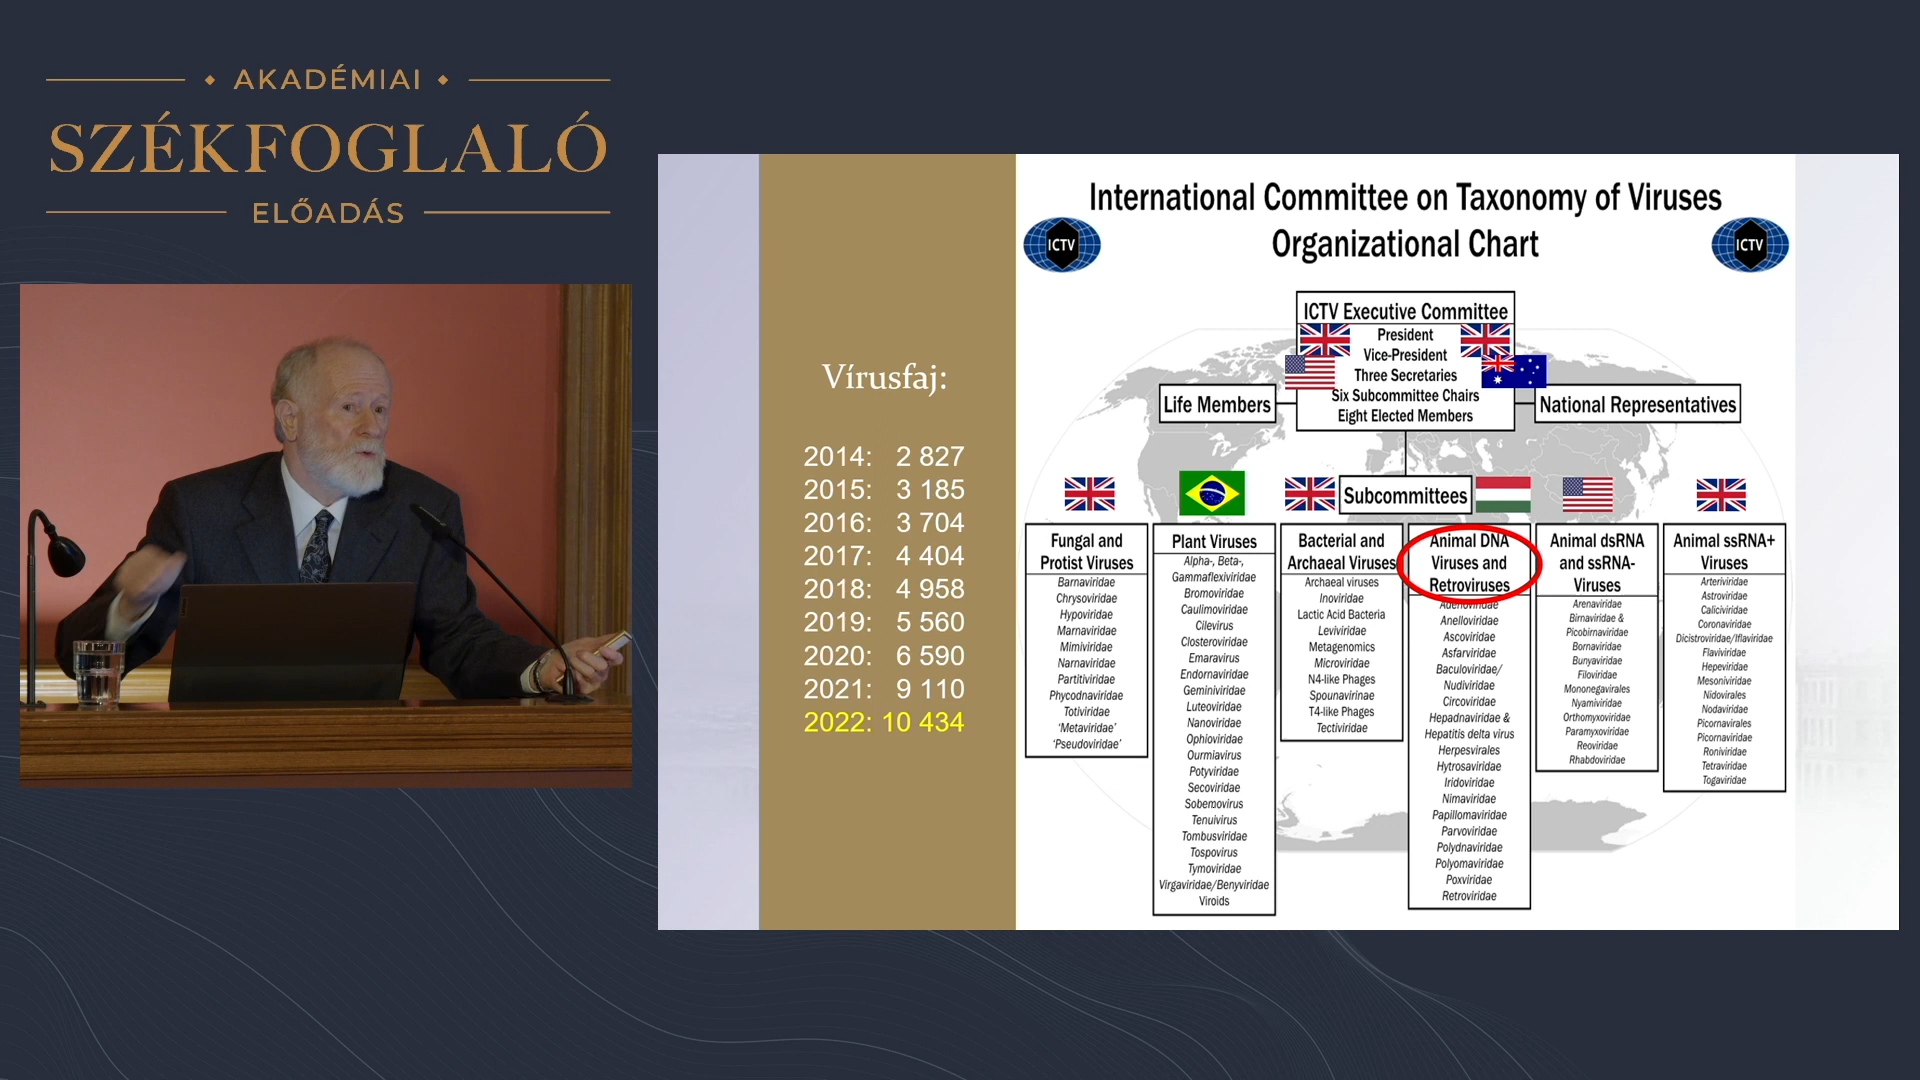 AKADÉMIAI
SZÉKFOGLALÓ
ELŐADÁS
Vírusfaj:
2014: 2 827
2015: 3 185
2016: 3 704
2017: 4 404
2018: 4 958
2019: 5 560
2020: 6 590
2021: 9 110
2022: 10 434
International Committee on Taxonomy of Viruses
Organizational Chart
ICTV
ICTV
ICTV Executive Committee
President
Vice-President
Three Secretaries
Six Subcommittee Chairs
Eight Elected Members
Life Members
National Representatives
Subcommittees
Fungal and
Protist Viruses
Barnaviridae
Chrysoviridae
Hypoviridae
Marnaviridae
Mimiviridae
Narnaviridae
Partitiviridae
Phycodnaviridae
Totiviridae
‘Metaviridae’
‘Pseudoviridae’
Plant Viruses
Alpha-, Beta-,
Gammaflexiviridae
Bromoviridae
Caulimoviridae
Cilevirus
Closteroviridae
Emaravirus
Endornaviridae
Geminiviridae
Luteoviridae
Nanoviridae
Ophioviridae
Ourmiavirus
Potyviridae
Secoviridae
Sobemovirus
Tenuivirus
Tombusviridae
Tospovirus
Tymoviridae
Virgaviridae/Benyviridae
Viroids
Bacterial and
Archaeal Viruses
Archaeal viruses
Inoviridae
Lactic Acid Bacteria
Leviviridae
Metagenomics
Microviridae
N4-like Phages
Spounavirinae
T4-like Phages
Tectiviridae
Animal DNA
Viruses and
Retroviruses
Adenoviridae
Anelloviridae
Ascoviridae
Asfarviridae
Baculoviridae/
Nudiviridae
Circoviridae
Hepadnaviridae &
Hepatitis delta virus
Herpesvirales
Hytrosaviridae
Iridoviridae
Nimaviridae
Papillomaviridae
Parvoviridae
Polydnaviridae
Polyomaviridae
Poxviridae
Retroviridae
Animal dsRNA
and ssRNA-
Viruses
Arenaviridae
Birnaviridae &
Picobirnaviridae
Bornaviridae
Bunyaviridae
Filoviridae
Mononegavirales
Nyamiviridae
Orthomyxoviridae
Paramyxoviridae
Reoviridae
Rhabdoviridae
Animal ssRNA+
Viruses
Arteriviridae
Astroviridae
Caliciviridae
Coronaviridae
Dicistroviridae/Iflaviridae
Flaviviridae
Hepeviridae
Mesoniviridae
Nidovirales
Nodaviridae
Picornavirales
Picornaviridae
Roniviridae
Tetraviridae
Togaviridae